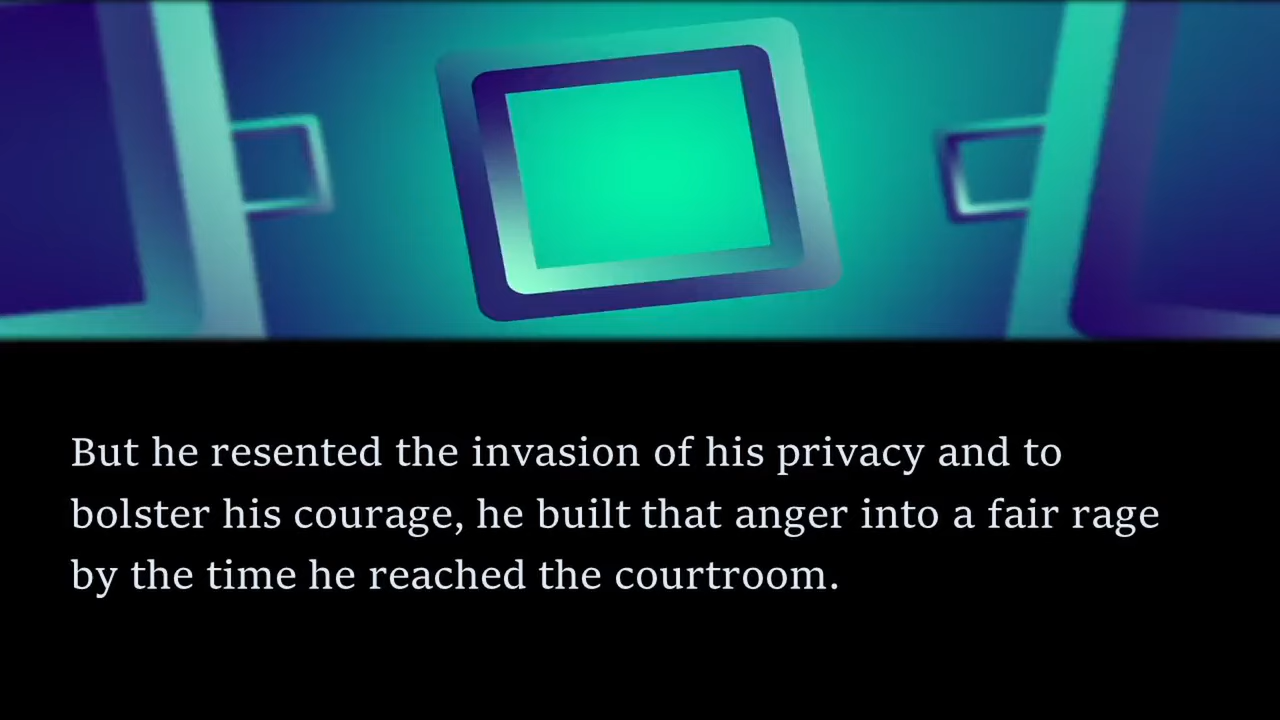 But he resented the invasion of his privacy and to
bolster his courage, he built that anger into a fair rage
by the time he reached the courtroom.